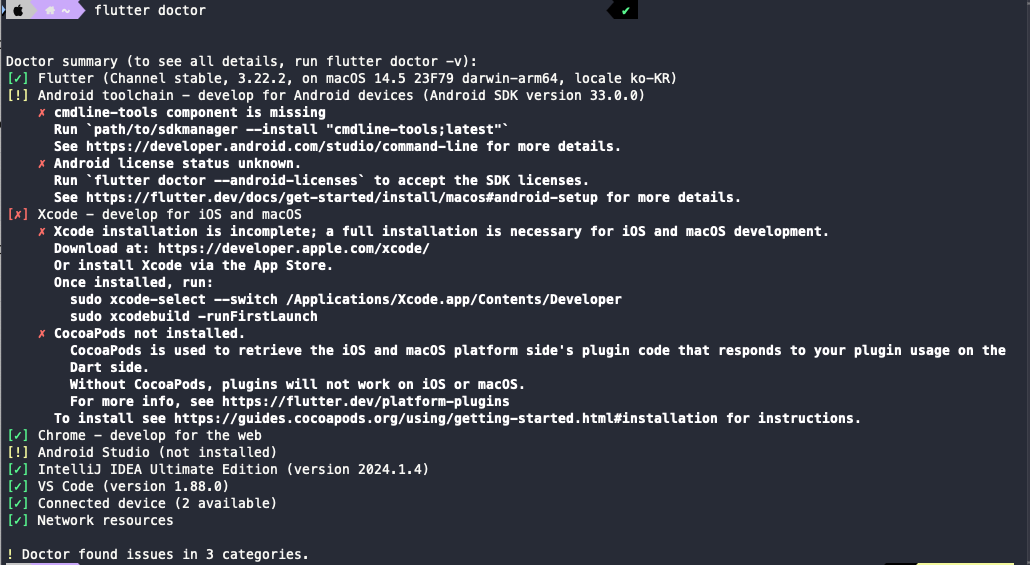 ~ flutter doctor ✔
Doctor summary (to see all details, run flutter doctor -v):
[✓] Flutter (Channel stable, 3.22.2, on macOS 14.5 23F79 darwin-arm64, locale ko-KR)
[!] Android toolchain - develop for Android devices (Android SDK version 33.0.0)
✗ cmdline-tools component is missing
Run `path/to/sdkmanager --install "cmdline-tools;latest"`
See https://developer.android.com/studio/command-line for more details.
✗ Android license status unknown.
Run `flutter doctor --android-licenses` to accept the SDK licenses.
See https://flutter.dev/docs/get-started/install/macos#android-setup for more details.
[✗] Xcode - develop for iOS and macOS
✗ Xcode installation is incomplete; a full installation is necessary for iOS and macOS development.
Download at: https://developer.apple.com/xcode/
Or install Xcode via the App Store.
Once installed, run:
sudo xcode-select --switch /Applications/Xcode.app/Contents/Developer
sudo xcodebuild -runFirstLaunch
✗ CocoaPods not installed.
CocoaPods is used to retrieve the iOS and macOS platform side's plugin code that responds to your plugin usage on the
Dart side.
Without CocoaPods, plugins will not work on iOS or macOS.
For more info, see https://flutter.dev/platform-plugins
To install see https://guides.cocoapods.org/using/getting-started.html#installation for instructions.
[✓] Chrome - develop for the web
[!] Android Studio (not installed)
[✓] IntelliJ IDEA Ultimate Edition (version 2024.1.4)
[✓] VS Code (version 1.88.0)
[✓] Connected device (2 available)
[✓] Network resources
! Doctor found issues in 3 categories.